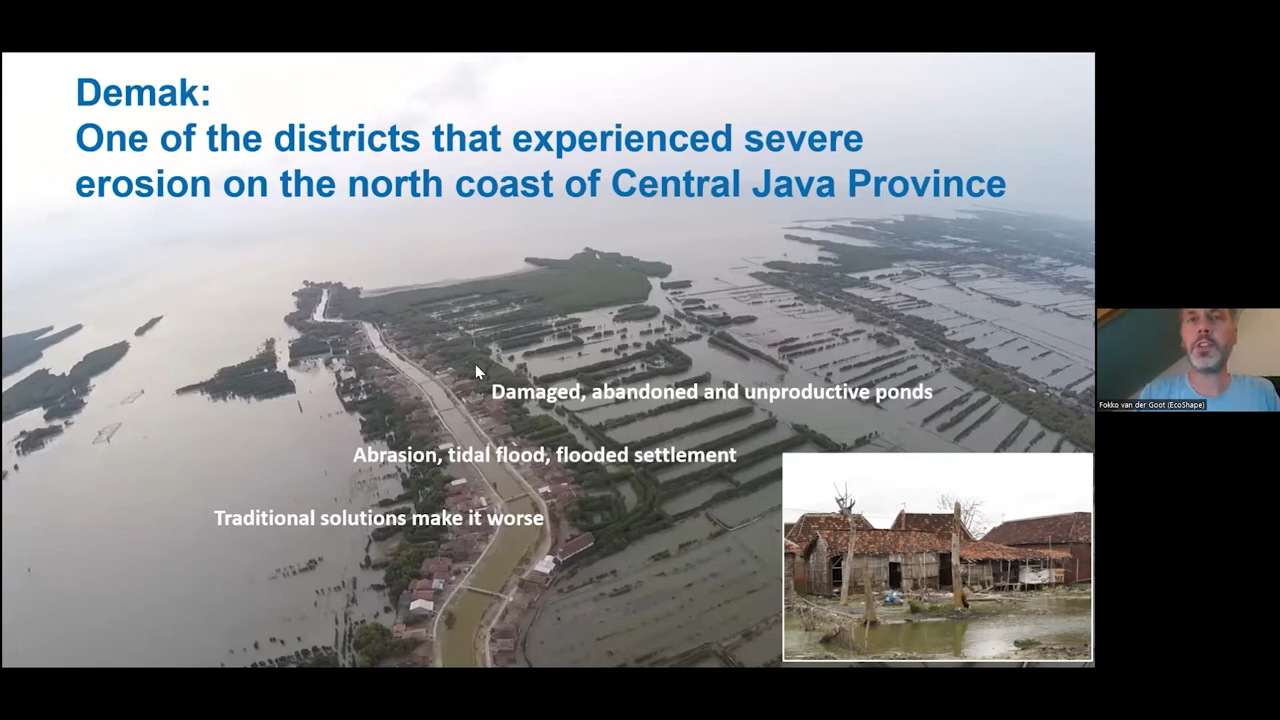 Demak:
One of the districts that experienced severe
erosion on the north coast of Central Java Province
Damaged, abandoned and unproductive ponds
Abrasion, tidal flood, flooded settlement
Traditional solutions make it worse
Fokko van der Goot (EcoShape)